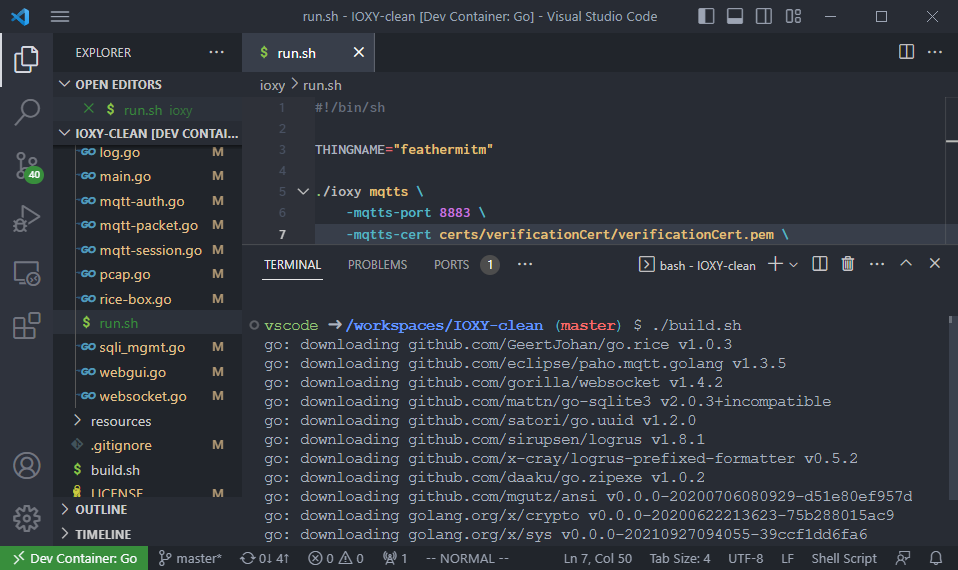 run.sh - IOXY-clean [Dev Container: Go] - Visual Studio Code
EXPLORER
OPEN EDITORS
$ run.sh ioxy
IOXY-CLEAN [DEV CONTAI...
GO log.go M
GO main.go M
GO mqtt-auth.go M
GO mqtt-packet.go M
GO mqtt-session.go M
GO pcap.go M
GO rice-box.go M
$ run.sh
GO sqli_mgmt.go M
GO webgui.go M
GO websocket.go M
resources
.gitignore M
$ build.sh
LICENSE M
OUTLINE
TIMELINE
40
$ run.sh
ioxy > run.sh
1 #!/bin/sh
2
3 THINGNAME="feathermitm"
4
5 ./ioxy mqtts \
6 -mqtts-port 8883 \
7 -mqtts-cert certs/verificationCert/verificationCert.pem \
TERMINAL PROBLEMS PORTS 1 ... bash - IOXY-clean
vscode ➜ /workspaces/IOXY-clean (master) $ ./build.sh
go: downloading github.com/GeertJohan/go.rice v1.0.3
go: downloading github.com/eclipse/paho.mqtt.golang v1.3.5
go: downloading github.com/gorilla/websocket v1.4.2
go: downloading github.com/mattn/go-sqlite3 v2.0.3+incompatible
go: downloading github.com/satori/go.uuid v1.2.0
go: downloading github.com/sirupsen/logrus v1.8.1
go: downloading github.com/x-cray/logrus-prefixed-formatter v0.5.2
go: downloading github.com/daaku/go.zipexe v1.0.2
go: downloading github.com/mgutz/ansi v0.0.0-20200706080929-d51e80ef957d
go: downloading golang.org/x/crypto v0.0.0-20200622213623-75b288015ac9
go: downloading golang.org/x/sys v0.0.0-20210927094055-39ccf1dd6fa6
Dev Container: Go master* 0↓ 4↑ 0 0 1 -- NORMAL -- Ln 7, Col 50 Tab Size: 4 UTF-8 LF Shell Script